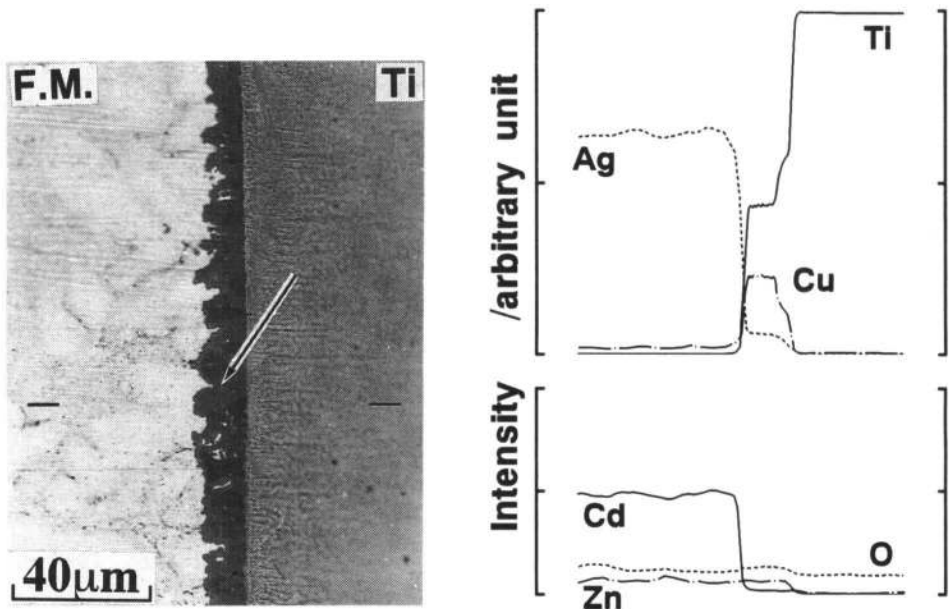 F.M.
Ti
40μm
Intensity /arbitrary unit
Ti
Ag
Cu
Cd
O
Zn